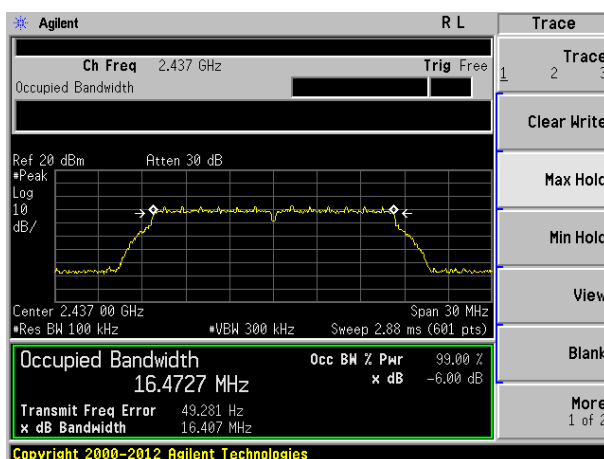 Agilent R L Trace
Ch Freq 2.437 GHz Trig Free
Occupied Bandwidth
Trace
1 2 3
Clear Write
Max Hold
Min Hold
View
Blank
More
1 of 2
Ref 20 dBm Atten 30 dB
#Peak
Log
10
dB/
Center 2.437 00 GHz Span 30 MHz
#Res BW 100 kHz #VBW 300 kHz Sweep 2.88 ms (601 pts)
Occupied Bandwidth Occ BW % Pwr 99.00 %
16.4727 MHz x dB -6.00 dB
Transmit Freq Error 49.281 Hz
x dB Bandwidth 16.407 MHz
Copyright 2000-2012 Agilent Technologies